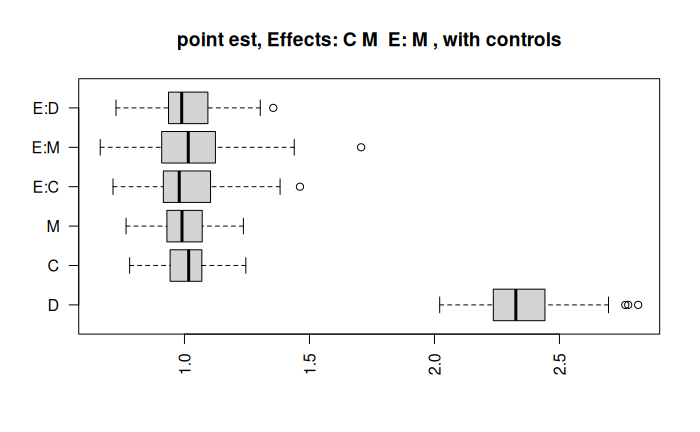 point est, Effects: C M  E: M , with controls
E:D
E:M
E:C
M
C
D
1.0
1.5
2.0
2.5